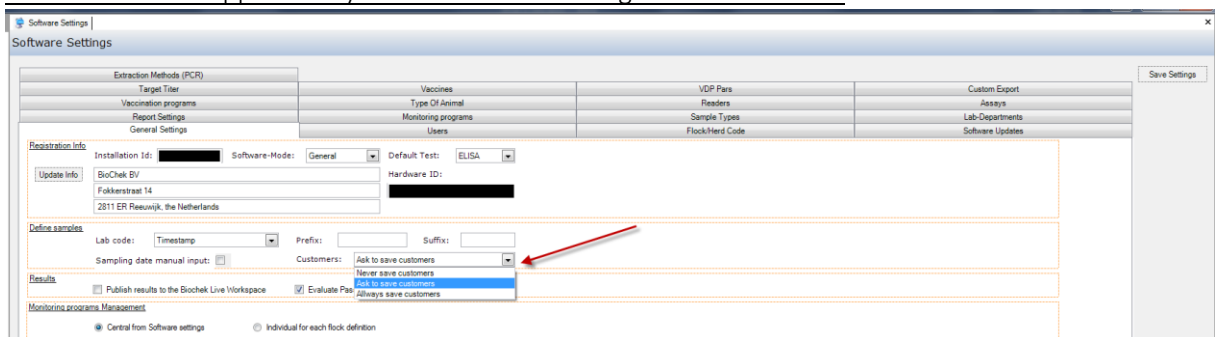 Software Settings
Software Settings
Save Settings
Extraction Methods (PCR)
Target Titer Vaccines VDP Pars Custom Export
Vaccination programs Type Of Animal Readers Assays
Report Settings Monitoring programs Sample Types Lab-Departments
General Settings Users Flock/Herd Code Software Updates
Registration Info
Installation Id: Software-Mode: General Default Test: ELISA
Update Info BioChek BV Hardware ID:
Fokkerstraat 14
2811 ER Reeuwijk, the Netherlands
Define samples
Lab code: Timestamp Prefix: Suffix:
Sampling date manual input: Customers: Ask to save customers
Never save customers
Ask to save customers
Allways save customers
Results
Publish results to the Biochek Live Workspace Evaluate Pas
Monitoring programs Management
Central from Software settings Individual for each flock definition